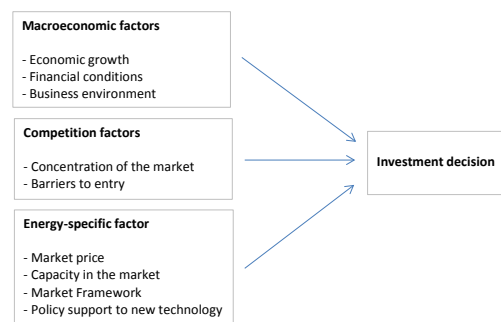 Macroeconomic factors
- Economic growth
- Financial conditions
- Business environment
Competition factors
- Concentration of the market
- Barriers to entry
Energy-specific factor
- Market price
- Capacity in the market
- Market Framework
- Policy support to new technology
Investment decision